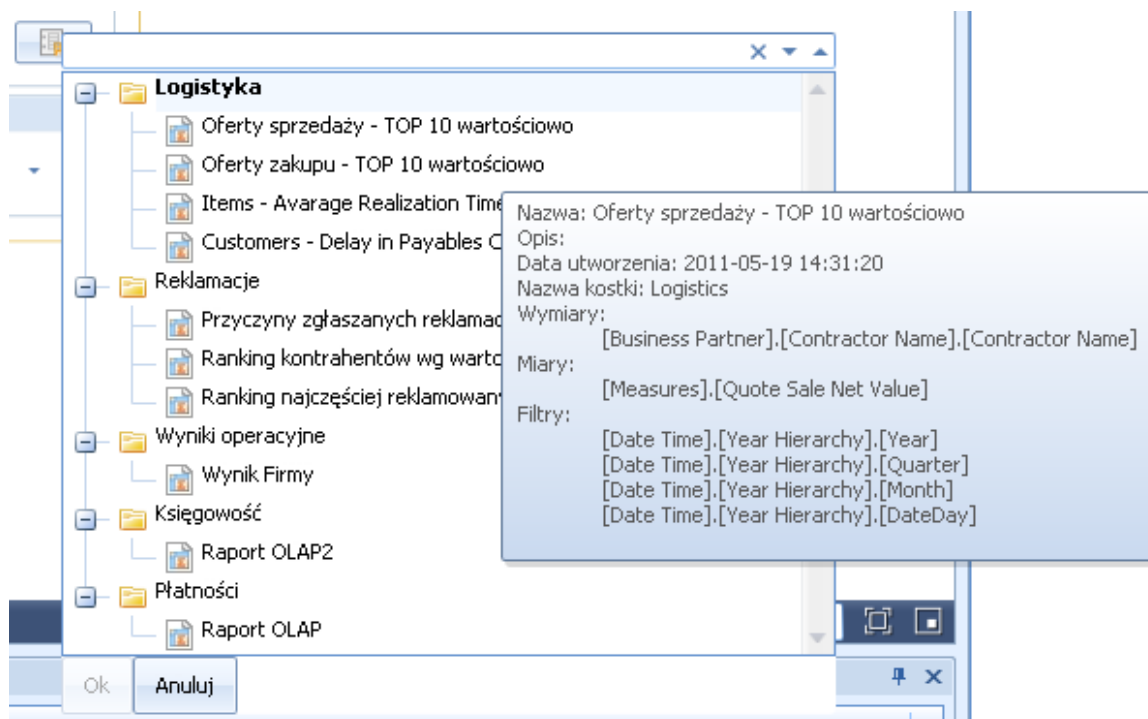 Logistyka
Oferty sprzedaży - TOP 10 wartościowo
Oferty zakupu - TOP 10 wartościowo
Items - Avarage Realization Time
Customers - Delay in Payables
Reklamacje
Przyczyny zgłaszanych
Ranking kontrahentów wg
Ranking najczęściej
Wyniki operacyjne
Wynik Firmy
Księgowość
Raport OLAP2
Płatności
Raport OLAP
Ok
Anuluj
Nazwa: Oferty sprzedaży - TOP 10 wartościowo
Opis:
Data utworzenia: 2011-05-19 14:31:20
Nazwa kostki: Logistics
Wymiary:
[Business Partner].[Contractor Name].[Contractor Name]
Miary:
[Measures].[Quote Sale Net Value]
Filtry:
[Date Time].[Year Hierarchy].[Year]
[Date Time].[Year Hierarchy].[Quarter]
[Date Time].[Year Hierarchy].[Month]
[Date Time].[Year Hierarchy].[DateDay]